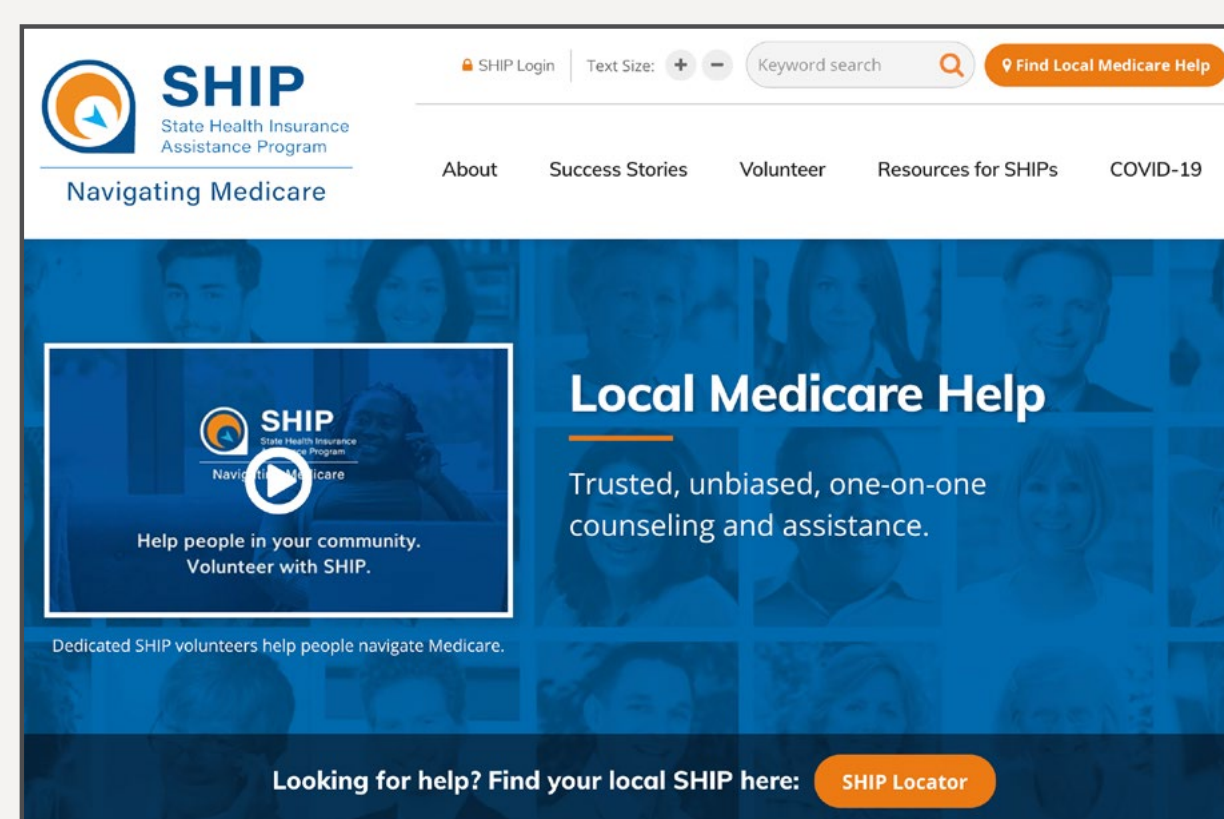 SHIP
State Health Insurance
Assistance Program
Navigating Medicare
SHIP Login
Text Size: + -
Keyword search
Find Local Medicare Help
About
Success Stories
Volunteer
Resources for SHIPs
COVID-19
SHIP
State Health Insurance
Program
Navigating Medicare
Help people in your community.
Volunteer with SHIP.
Dedicated SHIP volunteers help people navigate Medicare.
Local Medicare Help
Trusted, unbiased, one-on-one
counseling and assistance.
Looking for help? Find your local SHIP here:
SHIP Locator